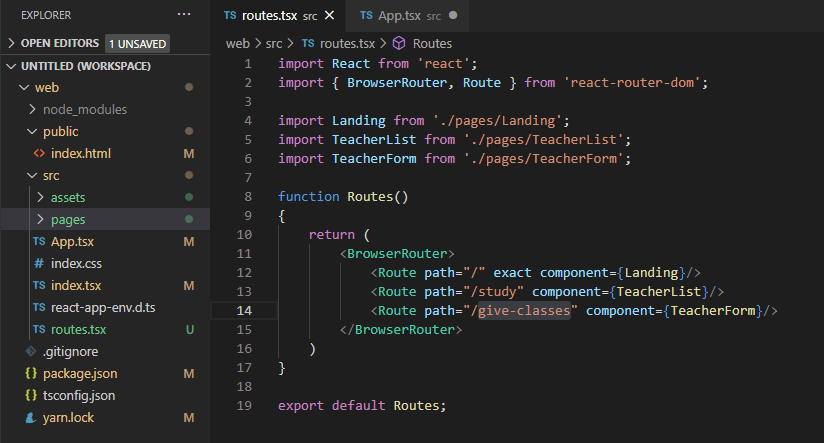 EXPLORER
OPEN EDITORS 1 UNSAVED
UNTITLED (WORKSPACE)
web
node_modules
public
index.html M
src
assets
pages
TS App.tsx M
# index.css
TS index.tsx M
TS react-app-env.d.ts
TS routes.tsx U
.gitignore
{} package.json M
{} tsconfig.json
yarn.lock M
TS routes.tsx src TS App.tsx
web > src > TS routes.tsx > Routes
1 import React from 'react';
2 import { BrowserRouter, Route } from 'react-router-dom';
3
4 import Landing from './pages/Landing';
5 import TeacherList from './pages/TeacherList';
6 import TeacherForm from './pages/TeacherForm';
7
8 function Routes()
9 {
10 return (
11 <BrowserRouter>
12 <Route path="/" exact component={Landing}/>
13 <Route path="/study" component={TeacherList}/>
14 <Route path="/give-classes" component={TeacherForm}/>
15 </BrowserRouter>
16 )
17 }
18
19 export default Routes;